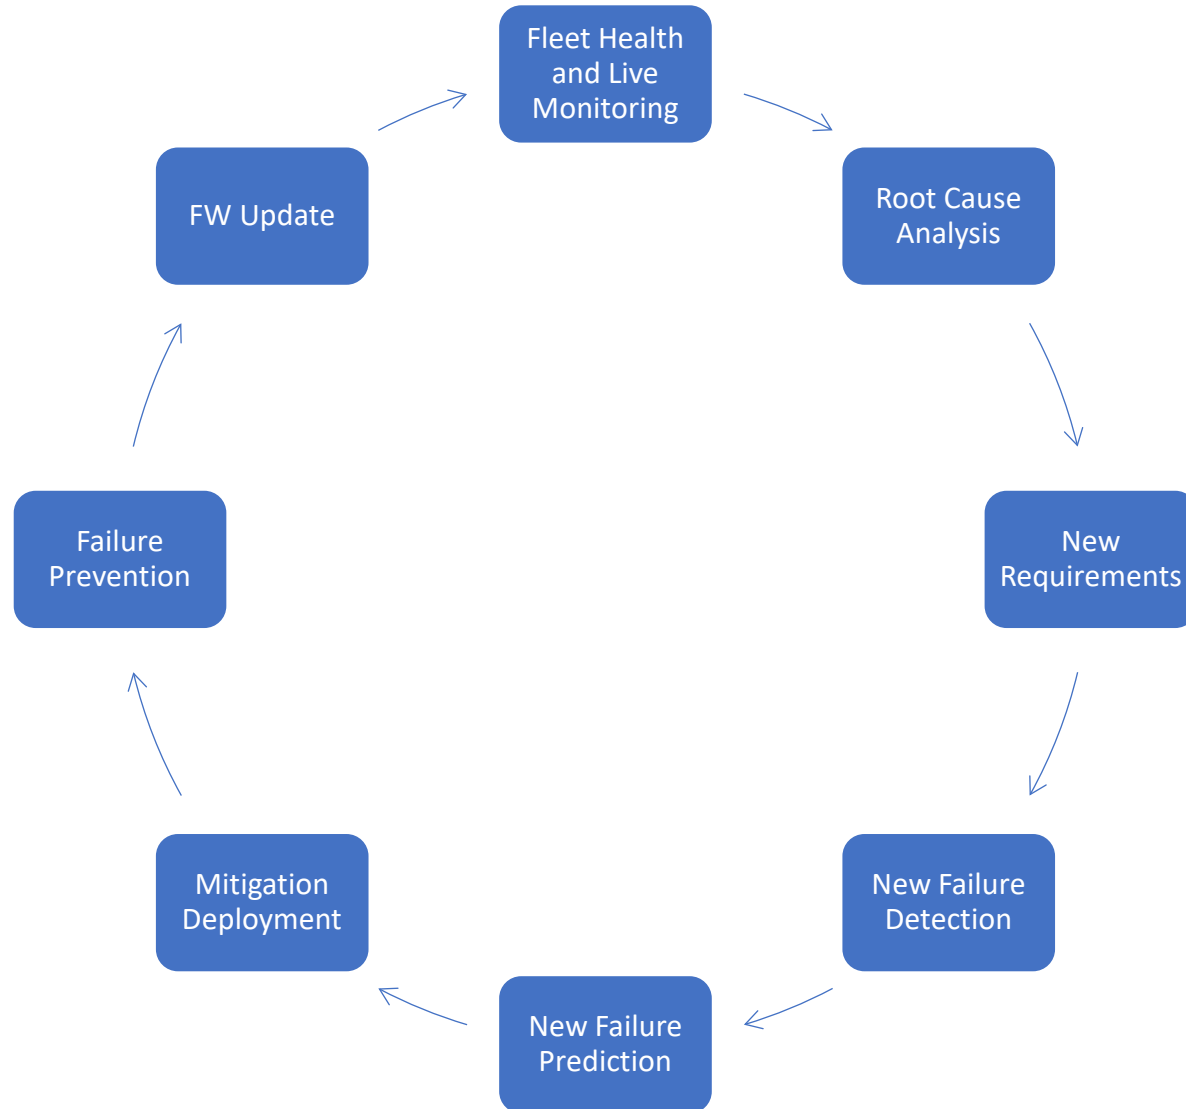 Fleet Health
and Live
Monitoring
Root Cause
Analysis
New
Requirements
New Failure
Detection
New Failure
Prediction
Mitigation
Deployment
Failure
Prevention
FW Update